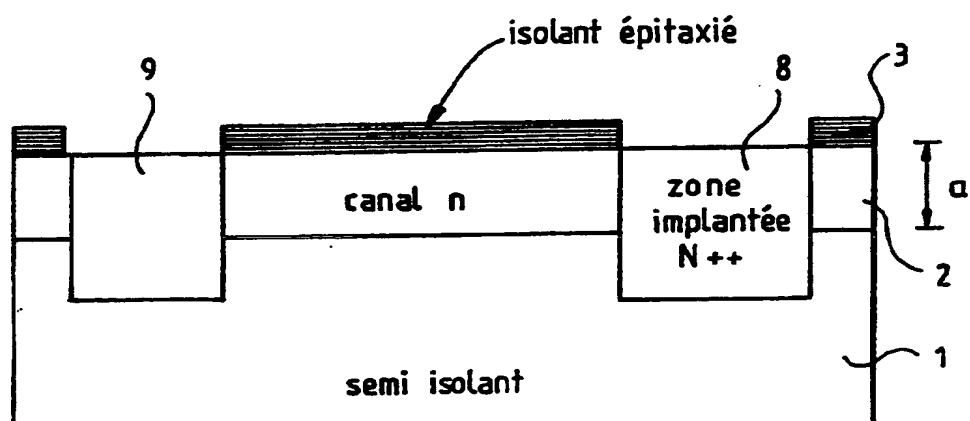 isolant épitaxié
9
8
3
canal n
zone
implantée
N ++
a
2
1
semi isolant